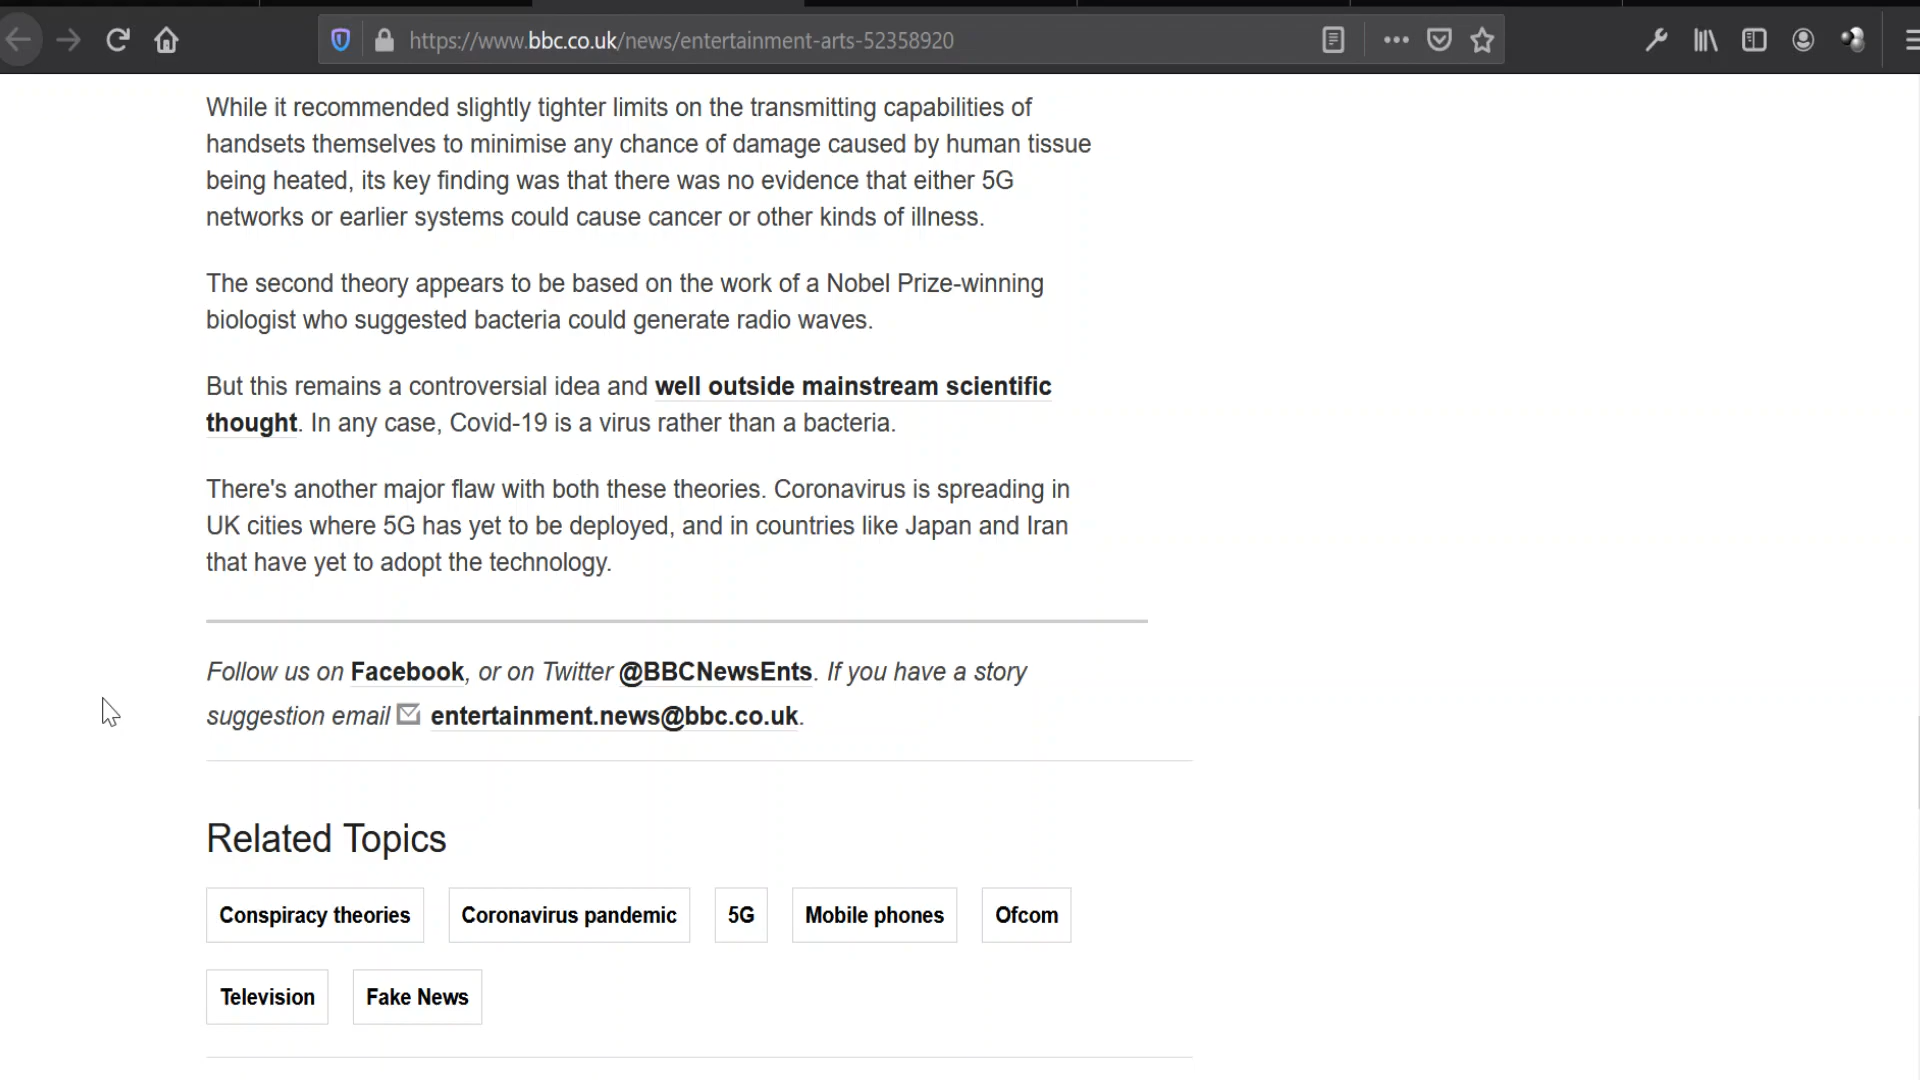 https://www.bbc.co.uk/news/entertainment-arts-52358920
While it recommended slightly tighter limits on the transmitting capabilities of
handsets themselves to minimise any chance of damage caused by human tissue
being heated, its key finding was that there was no evidence that either 5G
networks or earlier systems could cause cancer or other kinds of illness.
The second theory appears to be based on the work of a Nobel Prize-winning
biologist who suggested bacteria could generate radio waves.
But this remains a controversial idea and well outside mainstream scientific
thought. In any case, Covid-19 is a virus rather than a bacteria.
There's another major flaw with both these theories. Coronavirus is spreading in
UK cities where 5G has yet to be deployed, and in countries like Japan and Iran
that have yet to adopt the technology.
Follow us on Facebook, or on Twitter @BBCNewsEnts. If you have a story
suggestion email entertainment.news@bbc.co.uk.
Related Topics
Conspiracy theories Coronavirus pandemic 5G Mobile phones Ofcom
Television Fake News